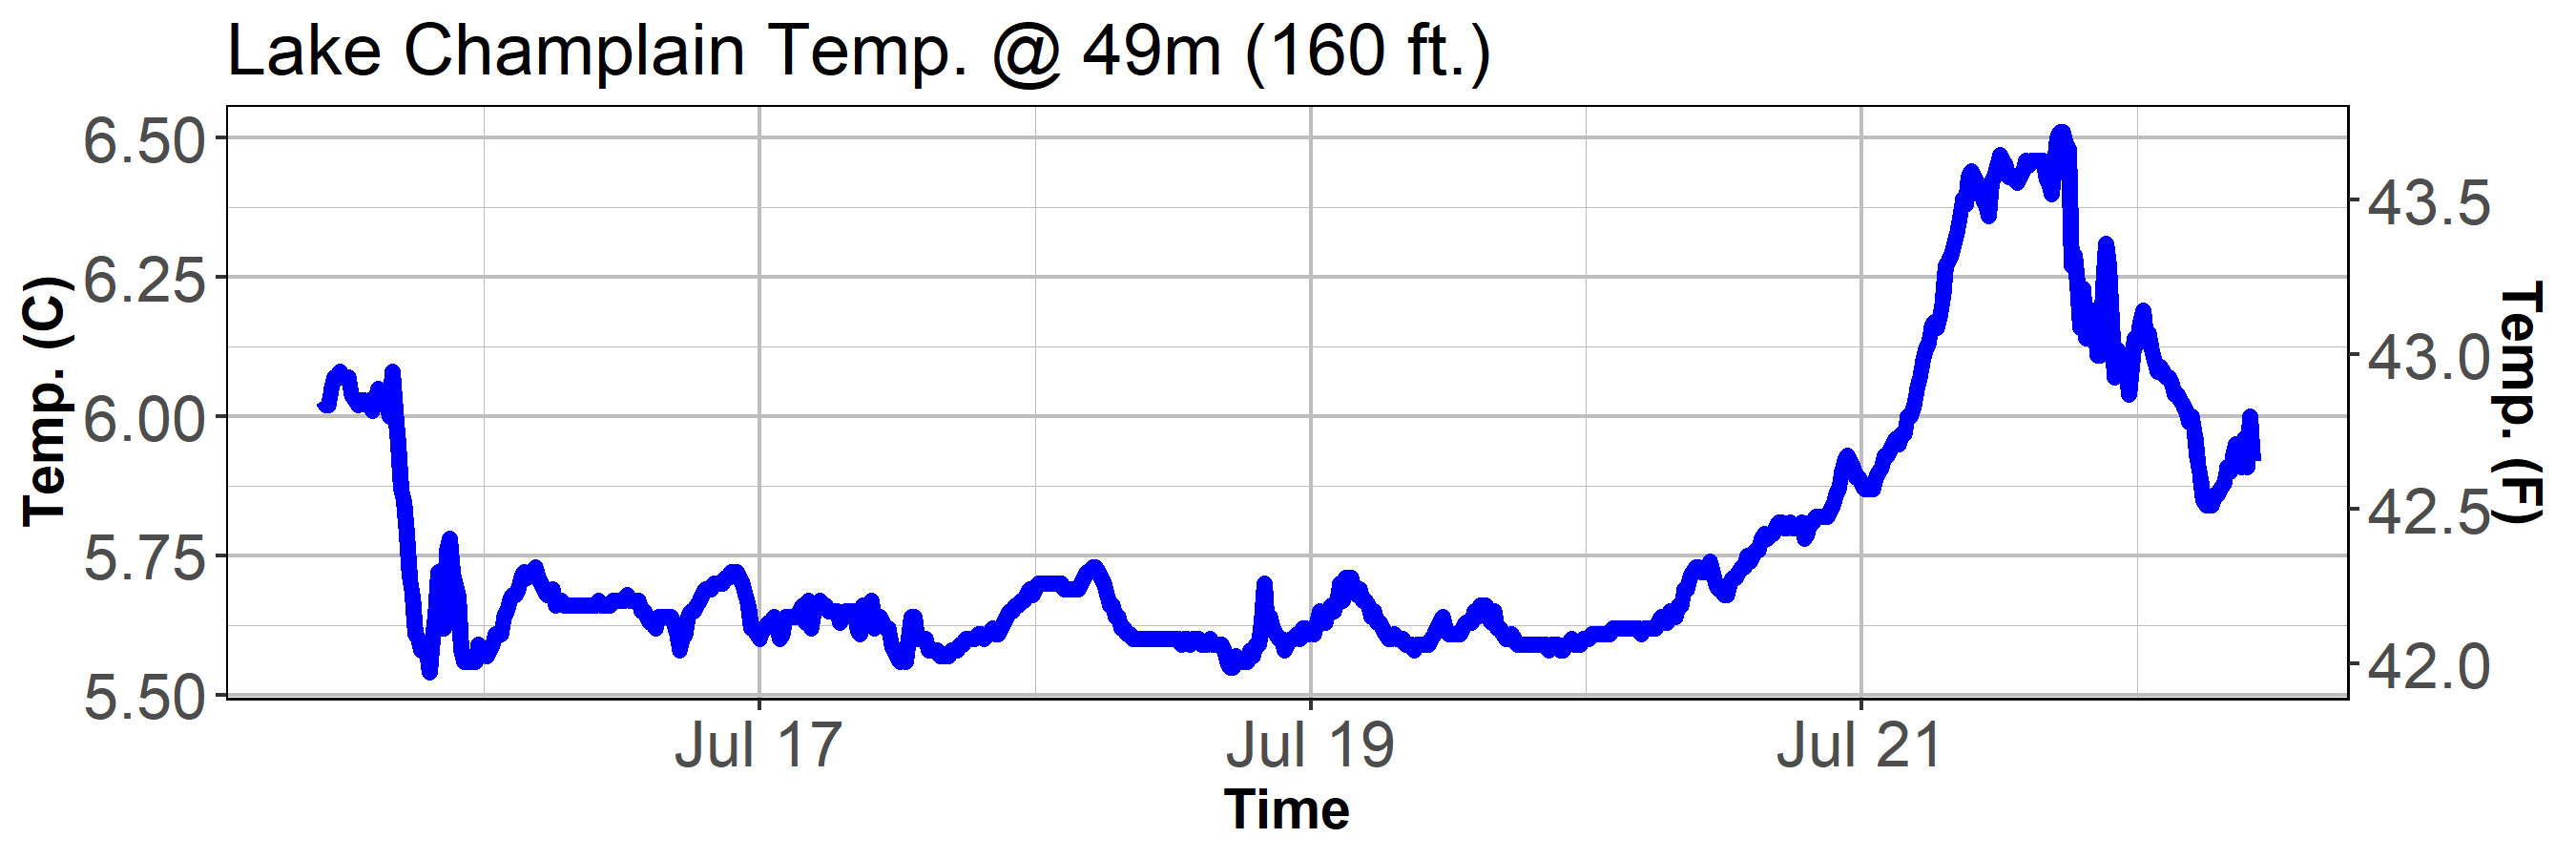 Lake Champlain Temp. @ 49m (160 ft.)
6.50
6.25
6.00
5.75
5.50
Temp. (C)
43.5
43.0
42.5
42.0
Temp. (F)
Jul 17 Jul 19 Jul 21
Time